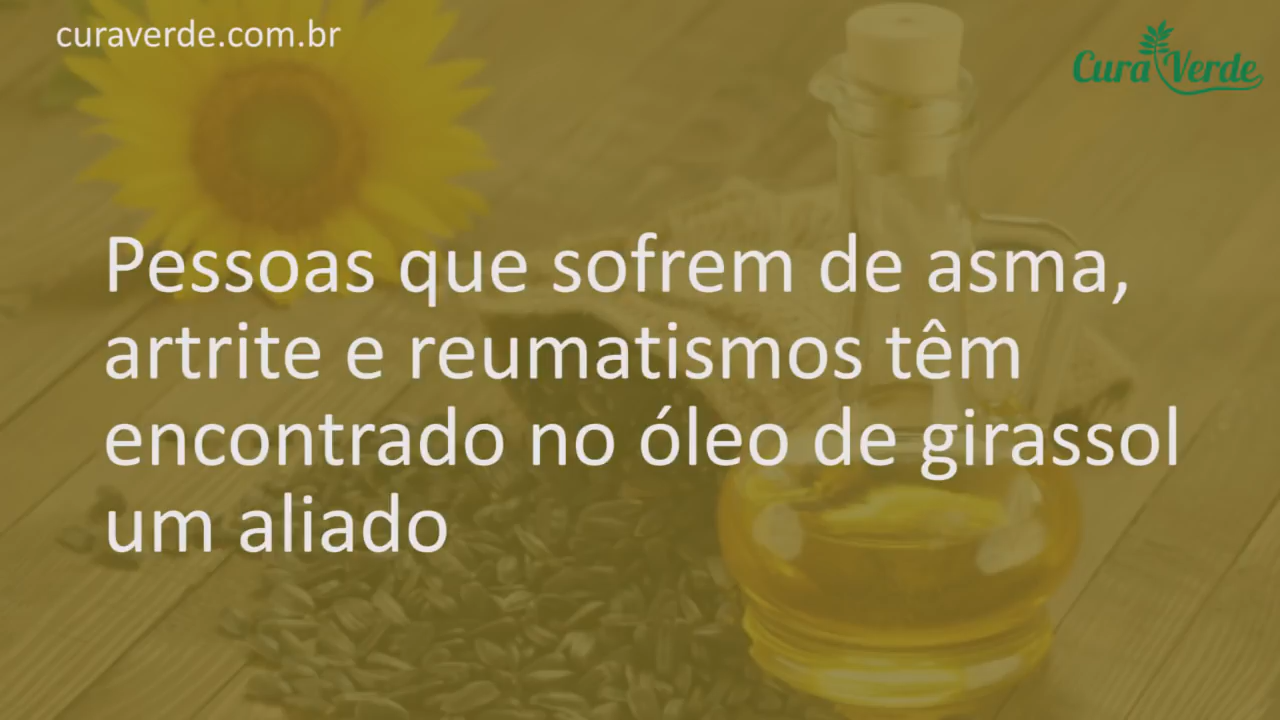 curaverde.com.br
Cura Verde
Pessoas que sofrem de asma,
artrite e reumatismos têm
encontrado no óleo de girassol
um aliado